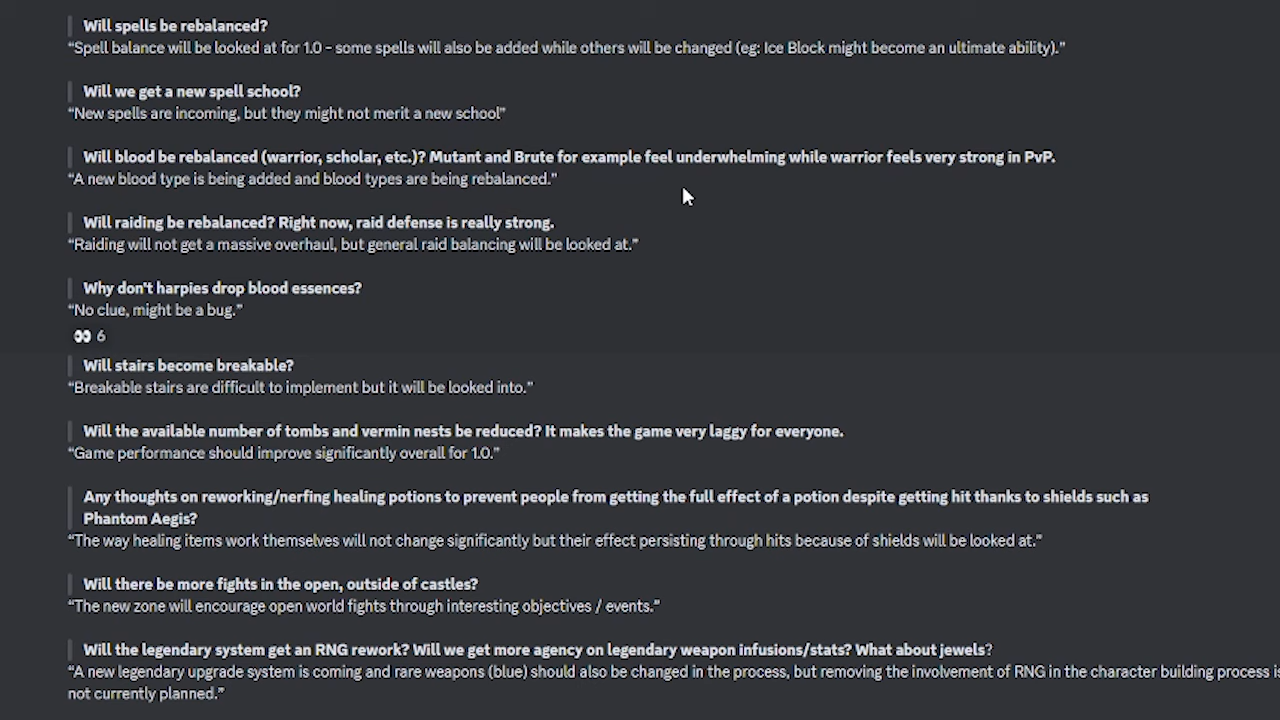 Will spells be rebalanced?
“Spell balance will be looked at for 1.0 - some spells will also be added while others will be changed (eg: Ice Block might become an ultimate ability).”
Will we get a new spell school?
“New spells are incoming, but they might not merit a new school”
Will blood be rebalanced (warrior, scholar, etc.)? Mutant and Brute for example feel underwhelming while warrior feels very strong in PvP.
“A new blood type is being added and blood types are being rebalanced.”
Will raiding be rebalanced? Right now, raid defense is really strong.
“Raiding will not get a massive overhaul, but general raid balancing will be looked at.”
Why don't harpies drop blood essences?
“No clue, might be a bug.”
6
Will stairs become breakable?
“Breakable stairs are difficult to implement but it will be looked into.”
Will the available number of tombs and vermin nests be reduced? It makes the game very laggy for everyone.
“Game performance should improve significantly overall for 1.0.”
Any thoughts on reworking/nerfing healing potions to prevent people from getting the full effect of a potion despite getting hit thanks to shields such as
Phantom Aegis?
“The way healing items work themselves will not change significantly but their effect persisting through hits because of shields will be looked at.”
Will there be more fights in the open, outside of castles?
“The new zone will encourage open world fights through interesting objectives / events.”
Will the legendary system get an RNG rework? Will we get more agency on legendary weapon infusions/stats? What about jewels?
“A new legendary upgrade system is coming and rare weapons (blue) should also be changed in the process, but removing the involvement of RNG in the character building process is
not currently planned.”